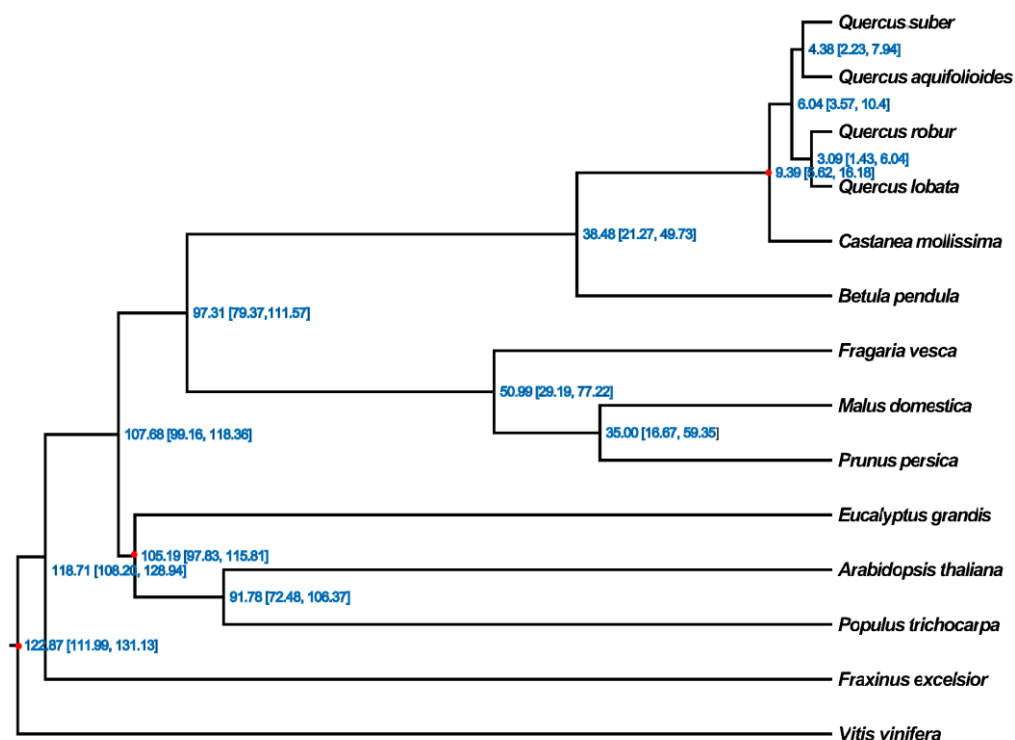 Quercus suber
4.38 [2.23, 7.94]
Quercus aquifolioides
6.04 [3.57, 10.4]
Quercus robur
3.09 [1.43, 6.04]
9.39 [5.62, 16.18]
Quercus lobata
38.48 [21.27, 49.73]
Castanea mollissima
Betula pendula
97.31 [79.37,111.57]
Fragaria vesca
50.99 [29.19, 77.22]
Malus domestica
107.68 [99.16, 118.36]
35.00 [16.67, 59.35]
Prunus persica
Eucalyptus grandis
105.19 [97.83, 115.81]
118.71 [108.20, 128.94]
Arabidopsis thaliana
91.78 [72.48, 106.37]
Populus trichocarpa
122.87 [111.99, 131.13]
Fraxinus excelsior
Vitis vinifera